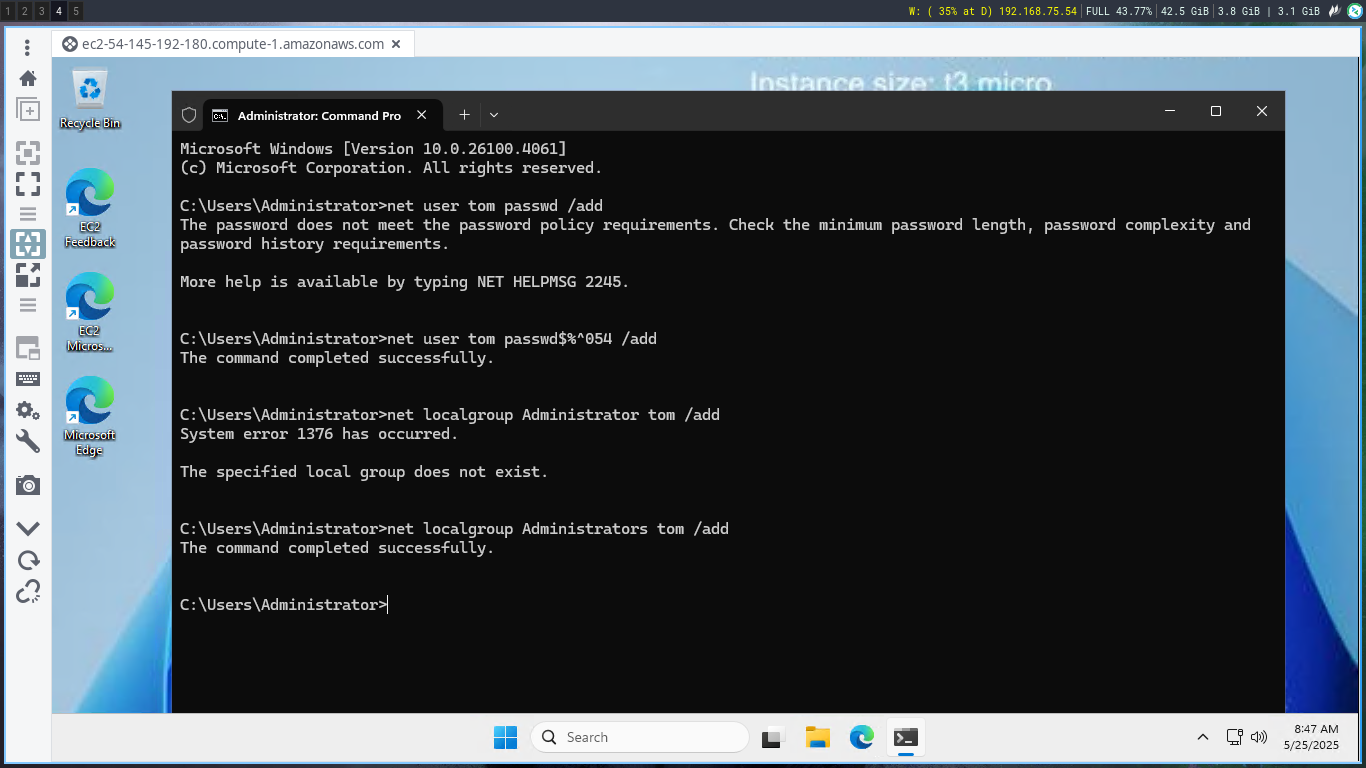 1 2 3 4 5
W: ( 35% at D) 192.168.75.54 | FULL 43.77% | 42.5 GiB | 3.8 GiB | 3.1 GiB
ec2-54-145-192-180.compute-1.amazonaws.com
Instance size: t3 micro
Recycle Bin
EC2
Feedback
EC2
Micros...
Microsoft
Edge
Administrator: Command Pro
Microsoft Windows [Version 10.0.26100.4061]
(c) Microsoft Corporation. All rights reserved.
C:\Users\Administrator>net user tom passwd /add
The password does not meet the password policy requirements. Check the minimum password length, password complexity and
password history requirements.
More help is available by typing NET HELPMSG 2245.
C:\Users\Administrator>net user tom passwd$%^054 /add
The command completed successfully.
C:\Users\Administrator>net localgroup Administrator tom /add
System error 1376 has occurred.
The specified local group does not exist.
C:\Users\Administrator>net localgroup Administrators tom /add
The command completed successfully.
C:\Users\Administrator>
Search
8:47 AM
5/25/2025